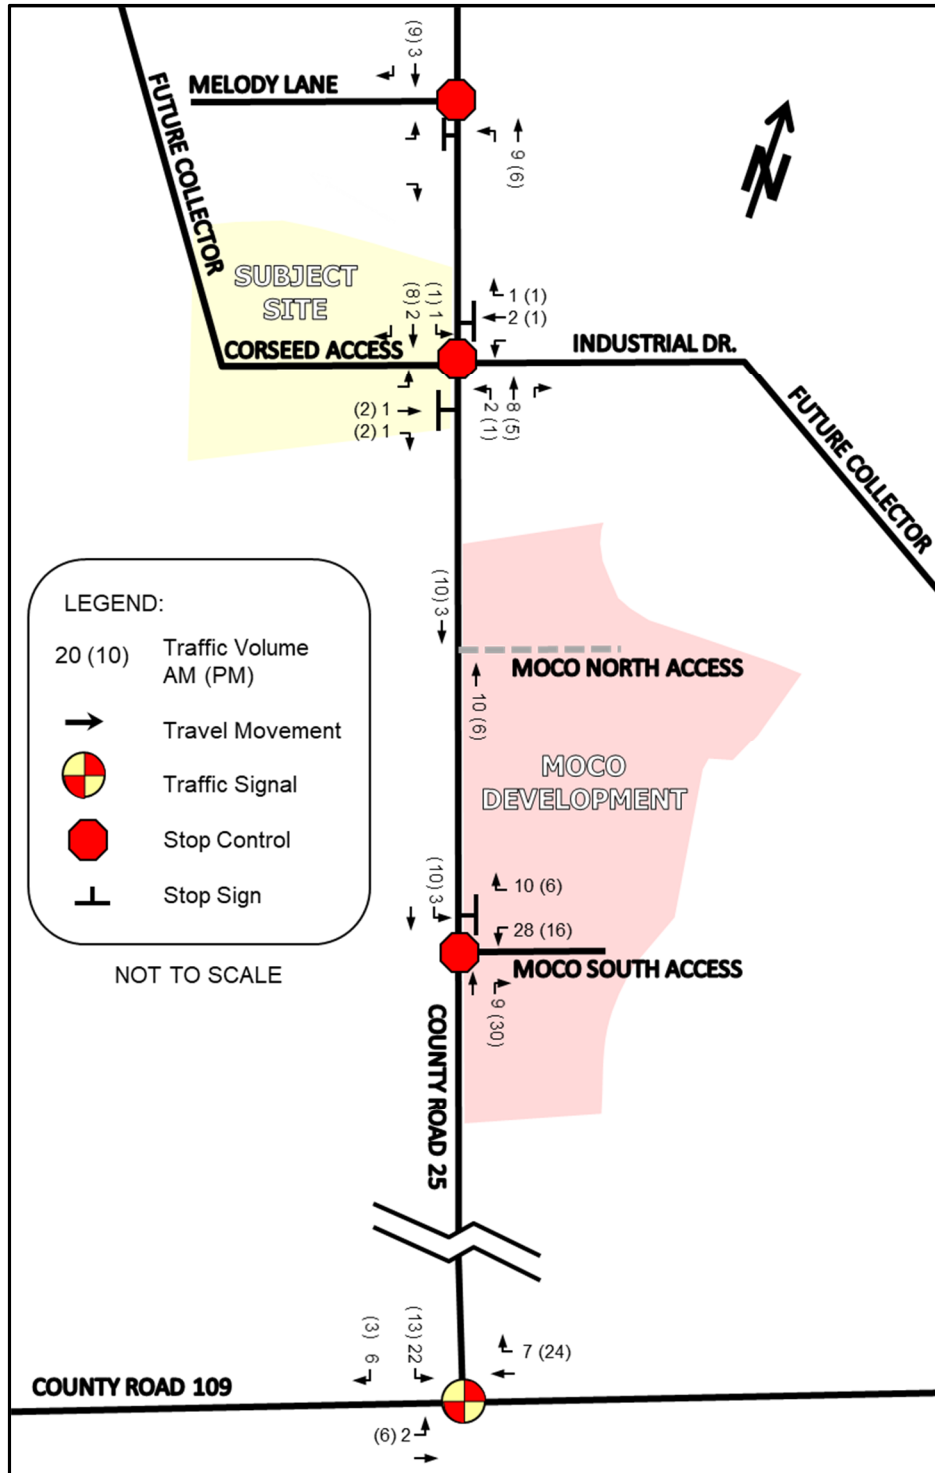 (9) 3
MELODY LANE
9 (6)
FUTURE COLLECTOR
N
SUBJECT
SITE
(8) 2
(1) 1
1 (1)
2 (1)
CORSEED ACCESS
INDUSTRIAL DR.
(2) 1
(2) 1
2 (1)
8 (5)
FUTURE COLLECTOR
LEGEND:
20 (10)
Traffic Volume
AM (PM)
Travel Movement
Traffic Signal
Stop Control
Stop Sign
NOT TO SCALE
(10) 3
MOCO NORTH ACCESS
10 (6)
MOCO
DEVELOPMENT
(10) 3
10 (6)
28 (16)
MOCO SOUTH ACCESS
9 (30)
COUNTY ROAD 25
(3) 6
(13) 22
7 (24)
COUNTY ROAD 109
(6) 2